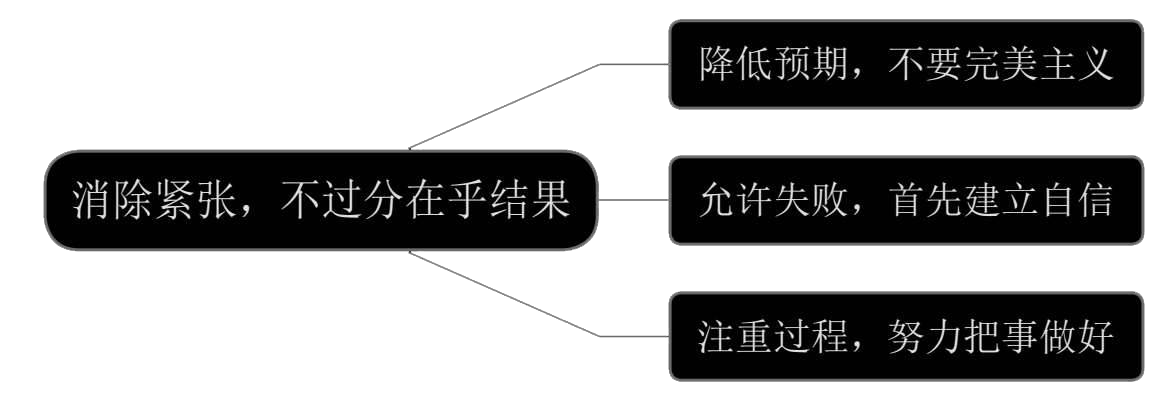 降低预期，不要完美主义
消除紧张，不过分在乎结果
允许失败，首先建立自信
注重过程，努力把事做好